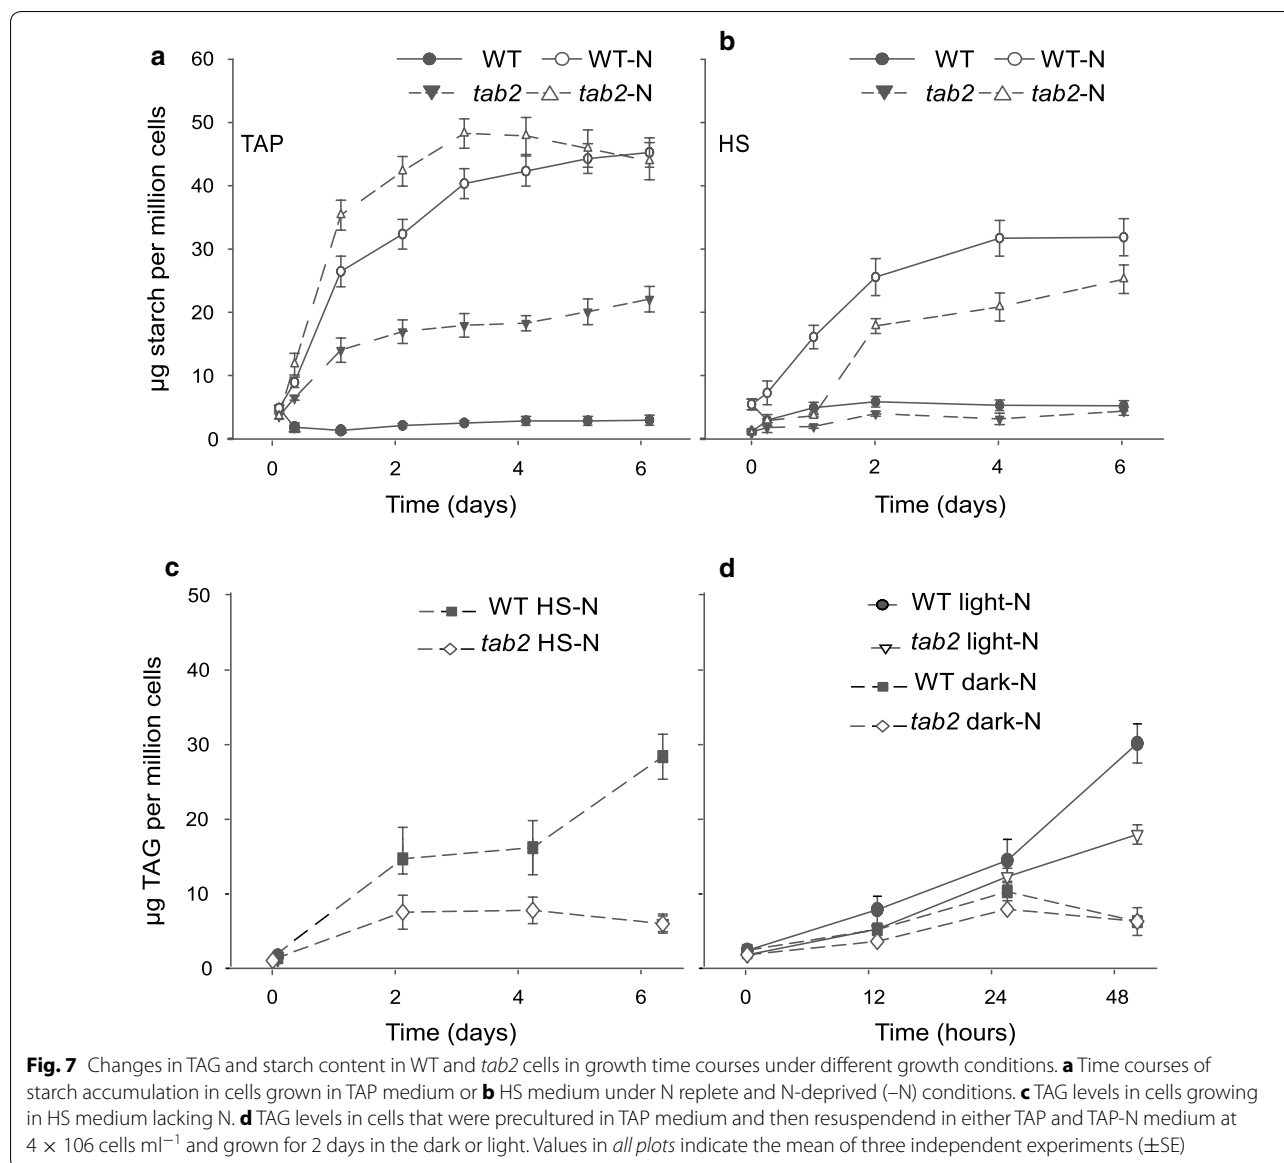 a
WT WT-N
tab2 tab2-N
TAP
60
50
40
30
20
10
0
µg starch per million cells
0 2 4 6
Time (days)
b
WT WT-N
tab2 tab2-N
HS
0 2 4 6
Time (days)
c
WT HS-N
tab2 HS-N
50
40
30
20
10
0
µg TAG per million cells
0 2 4 6
Time (days)
d
WT light-N
tab2 light-N
WT dark-N
tab2 dark-N
0 12 24 48
Time (hours)
Fig. 7 Changes in TAG and starch content in WT and tab2 cells in growth time courses under different growth conditions. a Time courses of
starch accumulation in cells grown in TAP medium or b HS medium under N replete and N-deprived (–N) conditions. c TAG levels in cells growing
in HS medium lacking N. d TAG levels in cells that were precultured in TAP medium and then resuspendend in either TAP and TAP-N medium at
4 × 106 cells ml−1 and grown for 2 days in the dark or light. Values in all plots indicate the mean of three independent experiments (±SE)